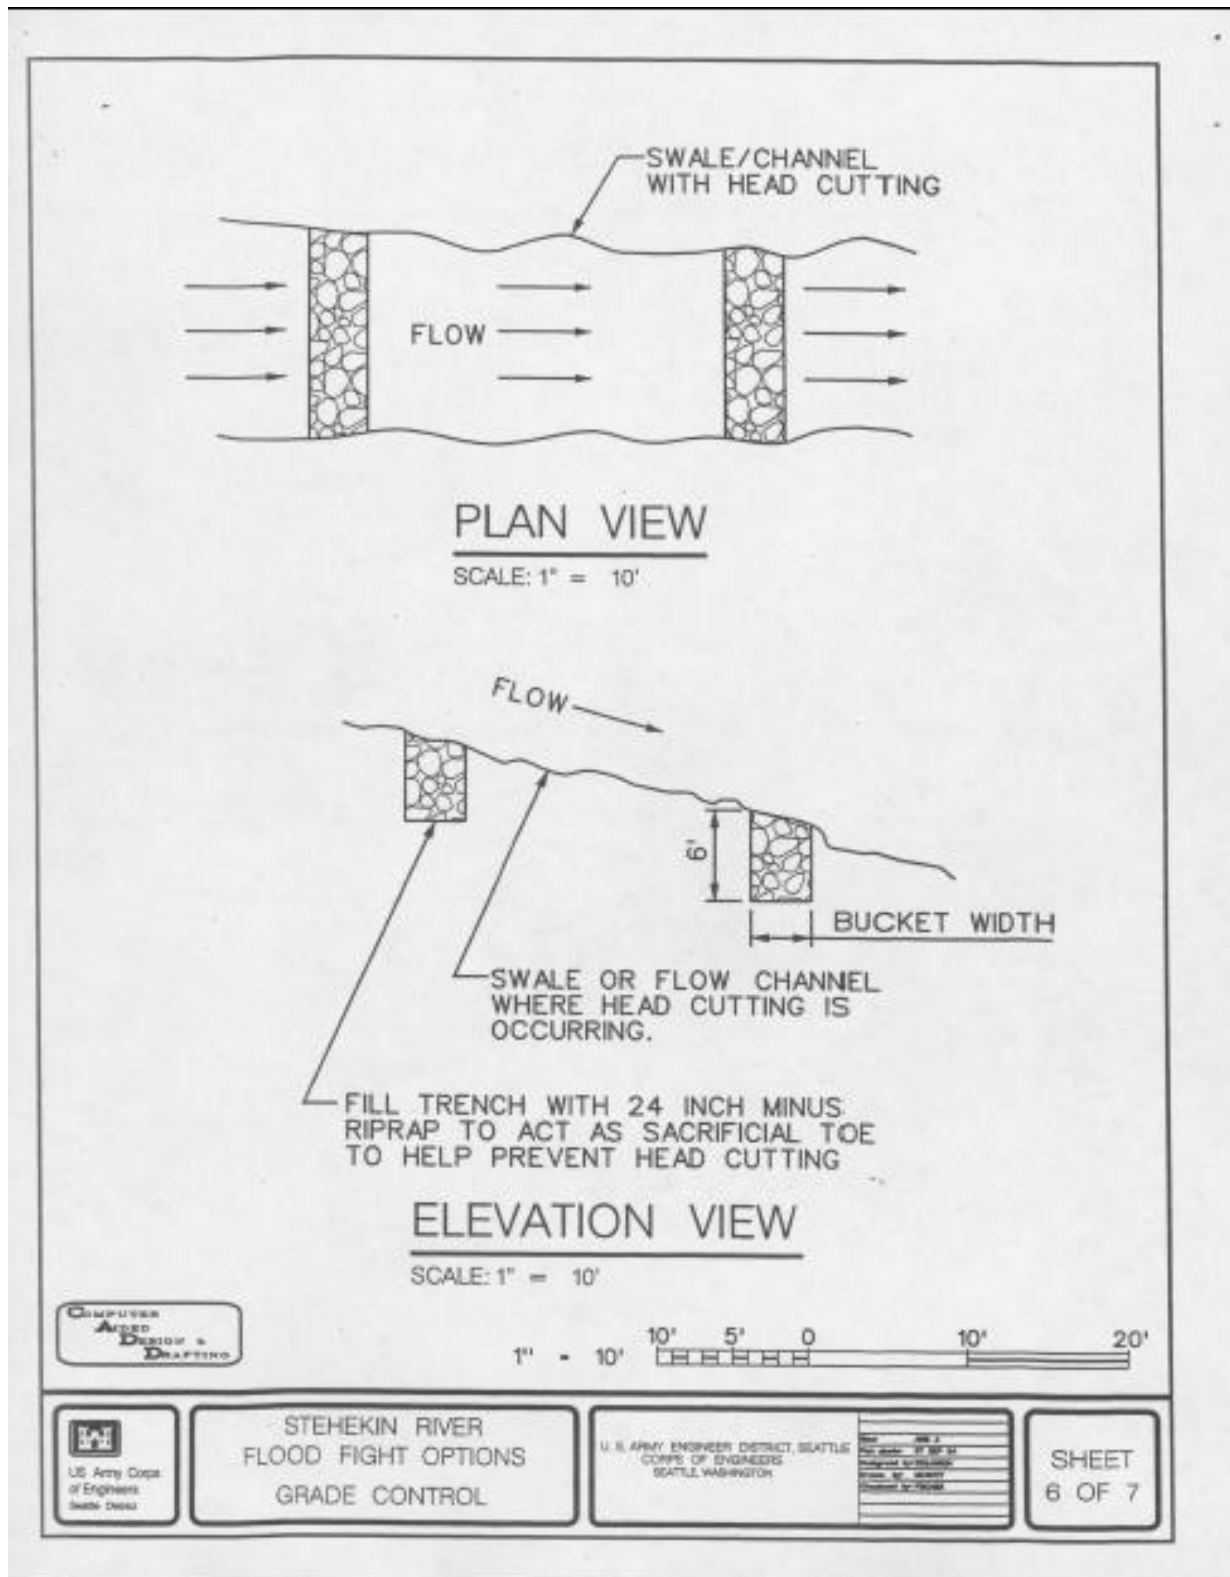 SWALE/CHANNEL
WITH HEAD CUTTING
FLOW
PLAN VIEW
SCALE: 1" = 10'
FLOW
6'
BUCKET WIDTH
SWALE OR FLOW CHANNEL
WHERE HEAD CUTTING IS
OCCURRING.
FILL TRENCH WITH 24 INCH MINUS
RIPRAP TO ACT AS SACRIFICIAL TOE
TO HELP PREVENT HEAD CUTTING
ELEVATION VIEW
SCALE: 1" = 10'
COMPUTER
AIDED
DESIGN &
DRAFTING
1" - 10'
10' 5' 0 10' 20'
US Army Corps
of Engineers
Seattle District
STEHEKIN RIVER
FLOOD FIGHT OPTIONS
GRADE CONTROL
U. S. ARMY ENGINEER DISTRICT, SEATTLE
CORPS OF ENGINEERS
SEATTLE, WASHINGTON
SHEET
6 OF 7